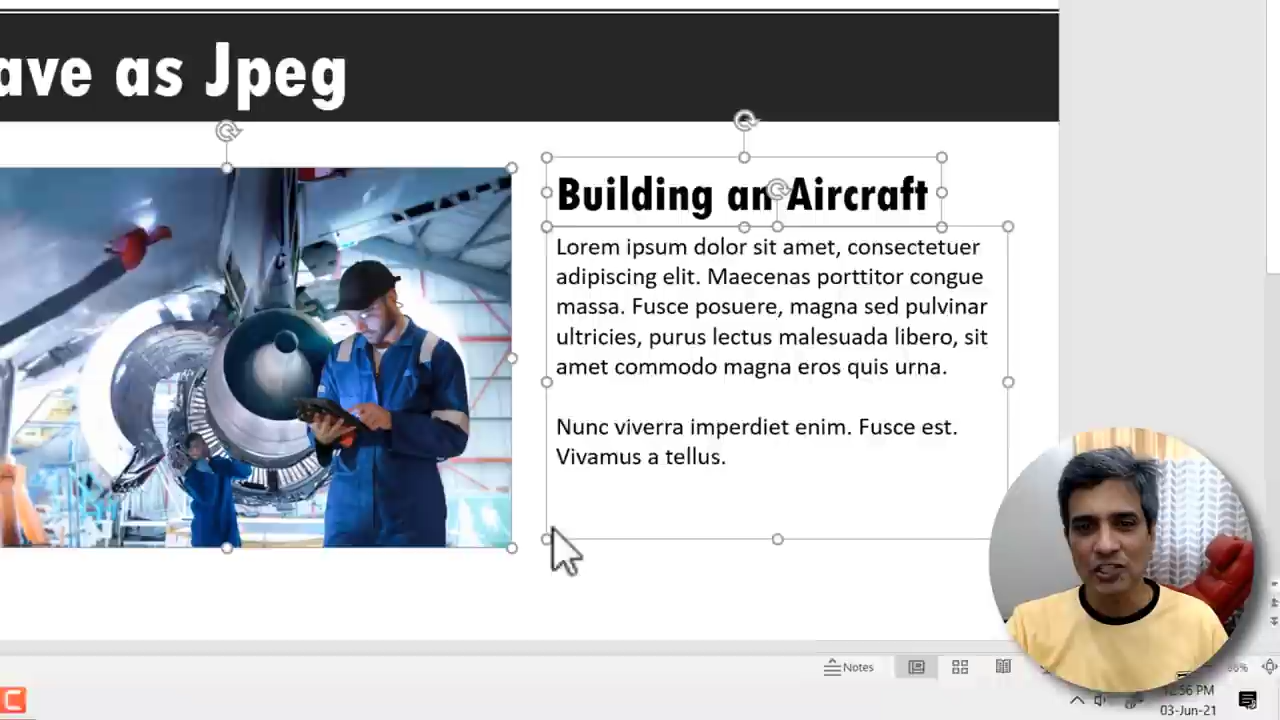 ave as Jpeg
Building an Aircraft
Lorem ipsum dolor sit amet, consectetuer
adipiscing elit. Maecenas porttitor congue
massa. Fusce posuere, magna sed pulvinar
ultricies, purus lectus malesuada libero, sit
amet commodo magna eros quis urna.
Nunc viverra imperdiet enim. Fusce est.
Vivamus a tellus.
Notes
PM
03-Jun-21